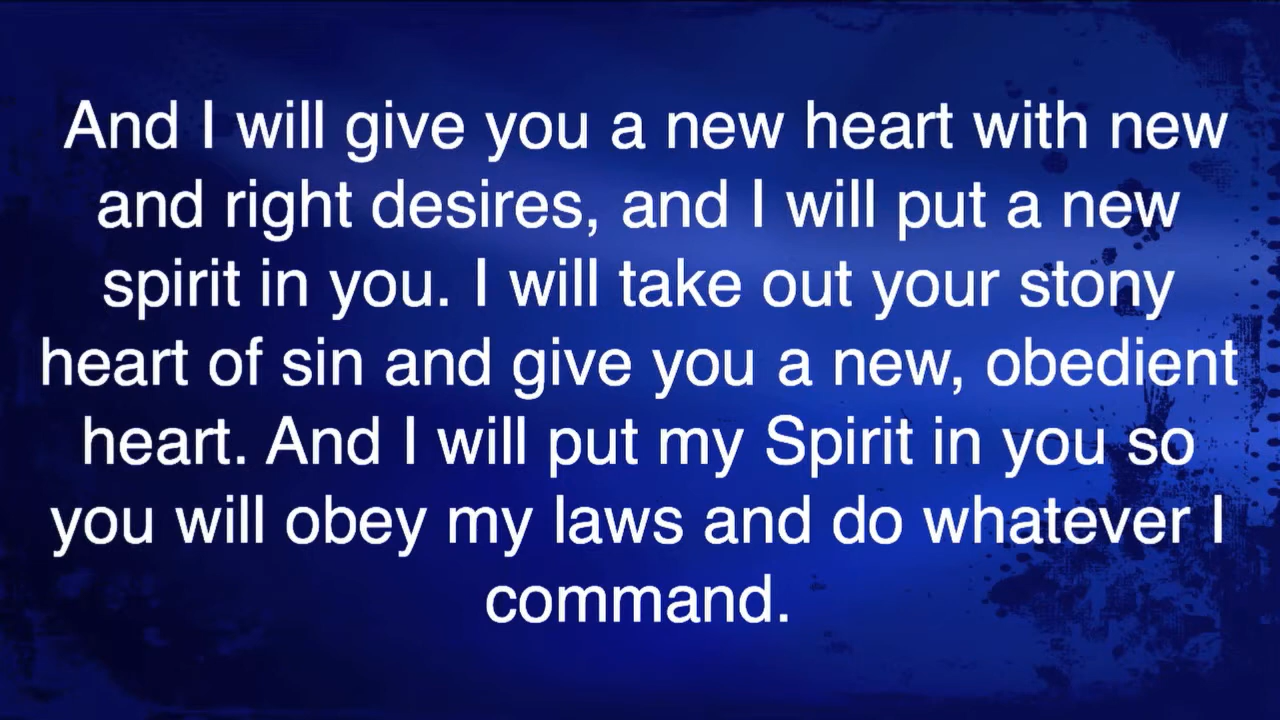 And I will give you a new heart with new
and right desires, and I will put a new
spirit in you. I will take out your stony
heart of sin and give you a new, obedient
heart. And I will put my Spirit in you so
you will obey my laws and do whatever I
command.